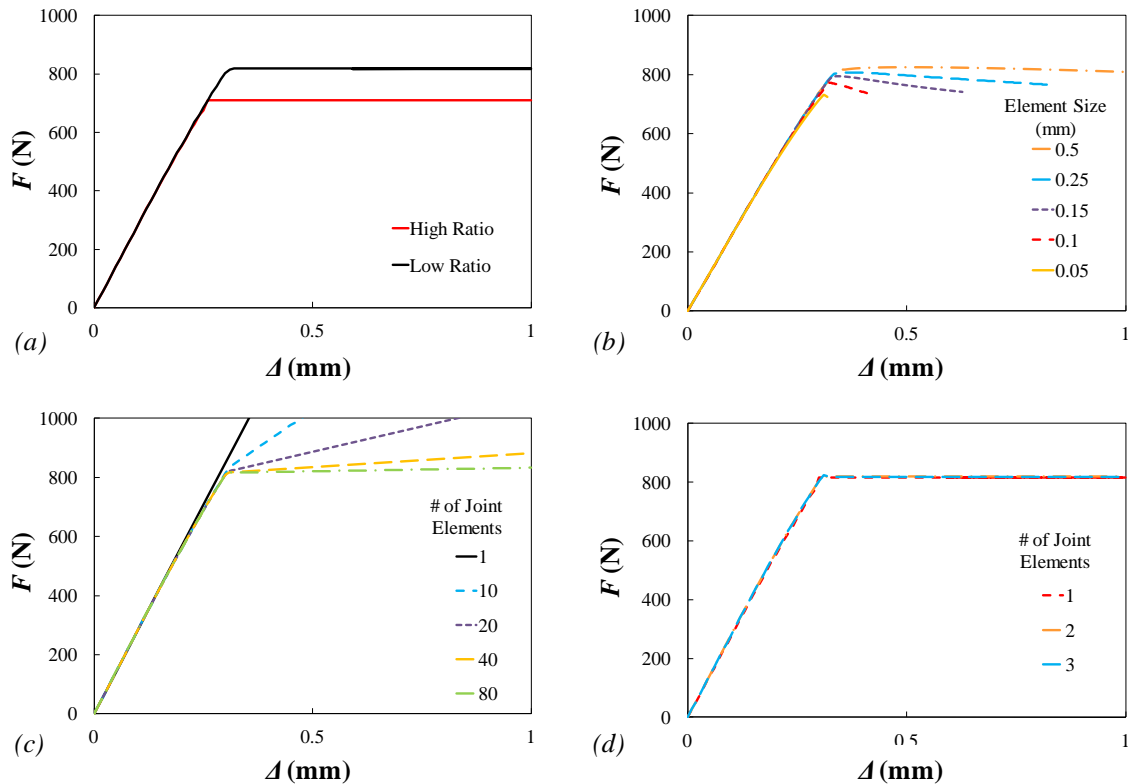 1000
800
600
400
200
0
F (N)
High Ratio
Low Ratio
0
0.5
1
(a)
Δ (mm)
1000
800
600
400
200
0
F (N)
Element Size
(mm)
0.5
0.25
0.15
0.1
0.05
0
0.5
1
(b)
Δ (mm)
1000
800
600
400
200
0
F (N)
# of Joint
Elements
1
10
20
40
80
0
0.5
1
(c)
Δ (mm)
1000
800
600
400
200
0
F (N)
# of Joint
Elements
1
2
3
0
0.5
1
(d)
Δ (mm)